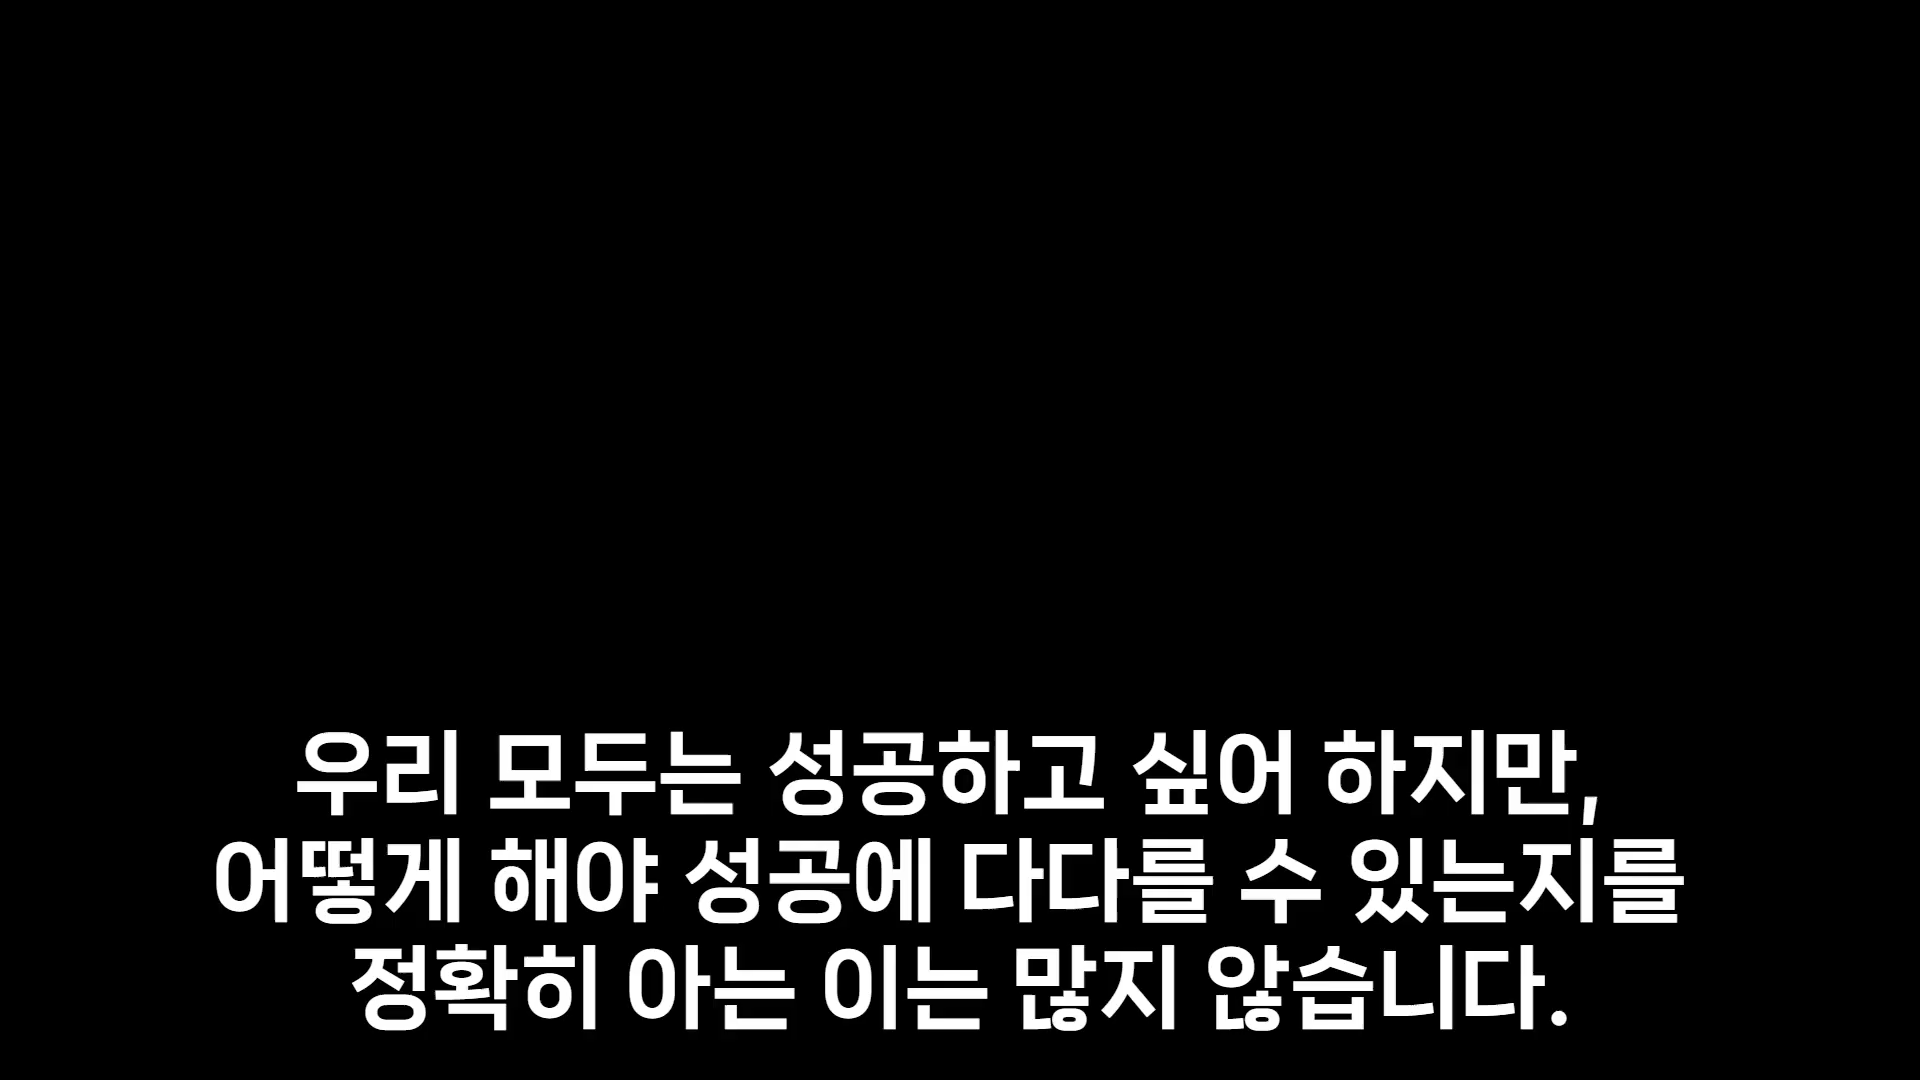 우리 모두는 성공하고 싶어 하지만,
어떻게 해야 성공에 다다를 수 있는지를
정확히 아는 이는 많지 않습니다.